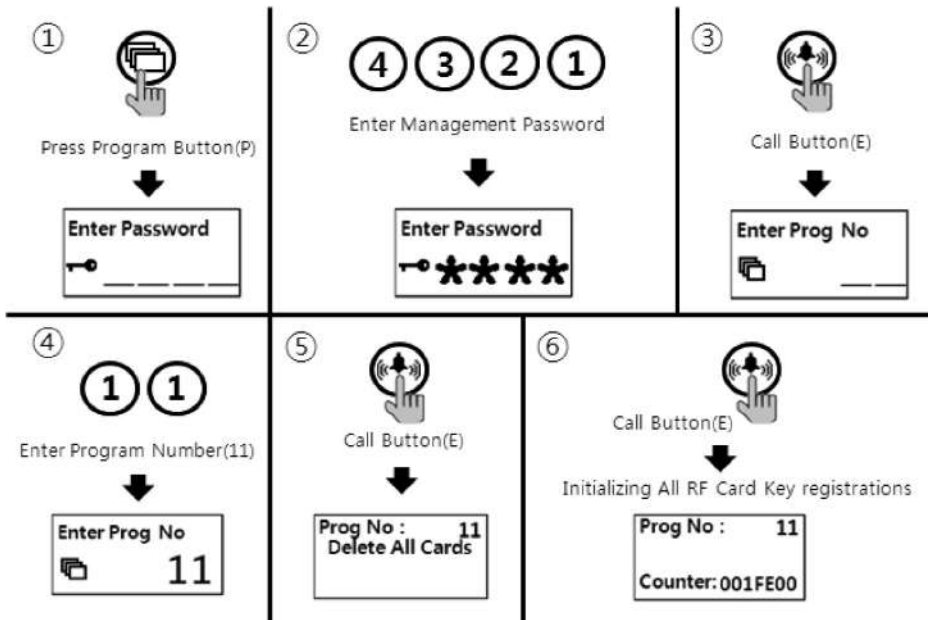 ①
Press Program Button(P)
Enter Password
②
4 3 2 1
Enter Management Password
Enter Password
③
Call Button(E)
Enter Prog No
④
1 1
Enter Program Number(11)
Enter Prog No
11
⑤
Call Button(E)
Prog No : 11
Delete All Cards
⑥
Call Button(E)
Initializing All RF Card Key registrations
Prog No : 11
Counter: 001FE00